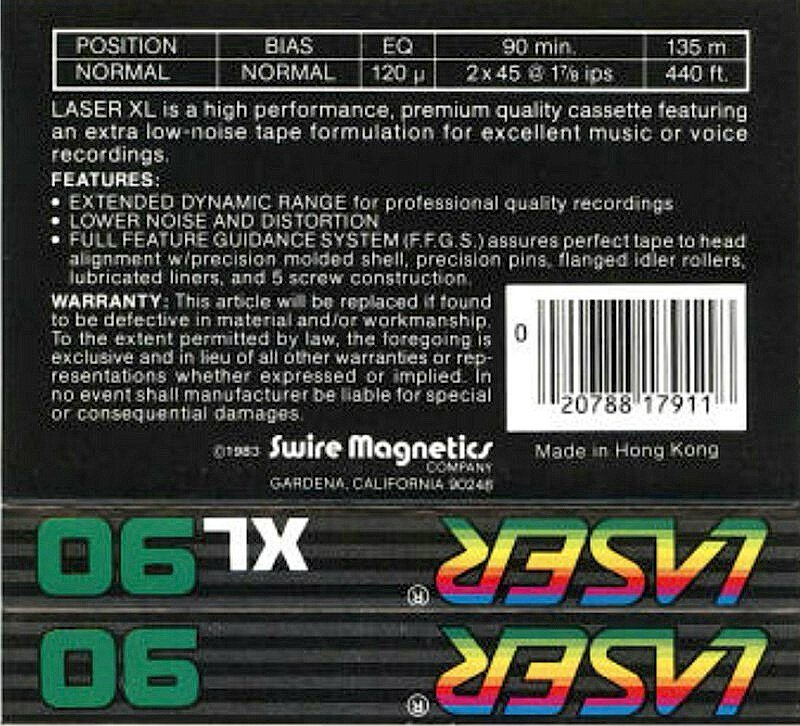 POSITION BIAS EQ 90 min. 135 m
NORMAL NORMAL 120 µ 2 x 45 @ 1⅞ ips 440 ft.
LASER XL is a high performance, premium quality cassette featuring
an extra low-noise tape formulation for excellent music or voice
recordings.
FEATURES:
• EXTENDED DYNAMIC RANGE for professional quality recordings
• LOWER NOISE AND DISTORTION
• FULL FEATURE GUIDANCE SYSTEM (F.F.G.S.) assures perfect tape to head
alignment w/precision molded shell, precision pins, flanged idler rollers,
lubricated liners, and 5 screw construction.
WARRANTY: This article will be replaced if found
to be defective in material and/or workmanship.
To the extent permitted by law, the foregoing is
exclusive and in lieu of all other warranties or rep-
resentations whether expressed or implied. In
no event shall manufacturer be liable for special
or consequential damages.
0 20788 17911
©1983 Swire Magnetics
COMPANY
GARDENA, CALIFORNIA 90248
Made in Hong Kong
LASER® XL 90
LASER® 90